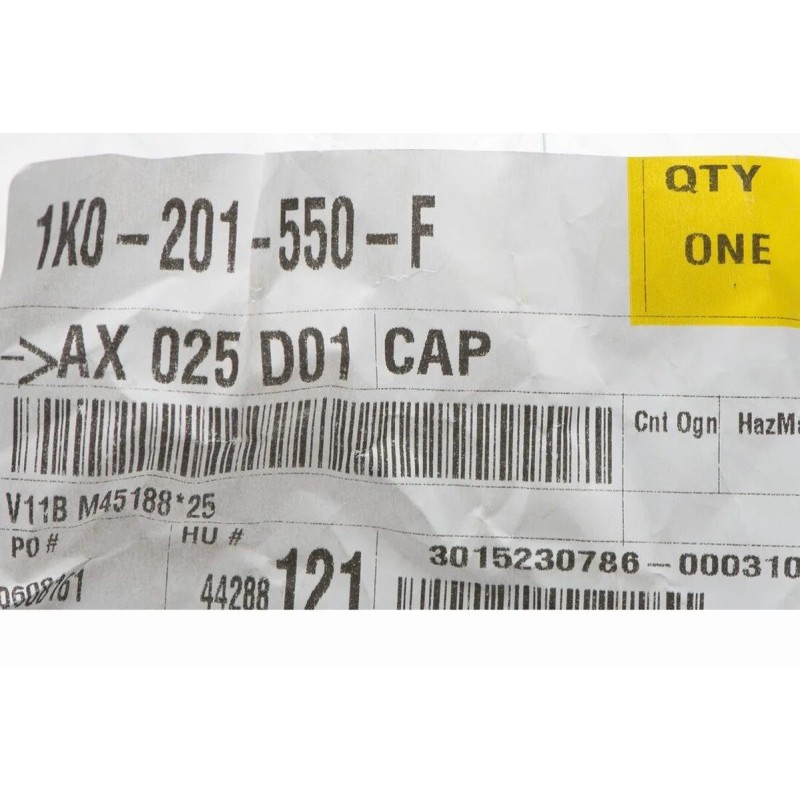 1K0-201-550-F
QTY
ONE
->AX 025 D01 CAP
Cnt Ogn
V11B M45188*25
PO #
HU #
3015230786-000310
44288 121